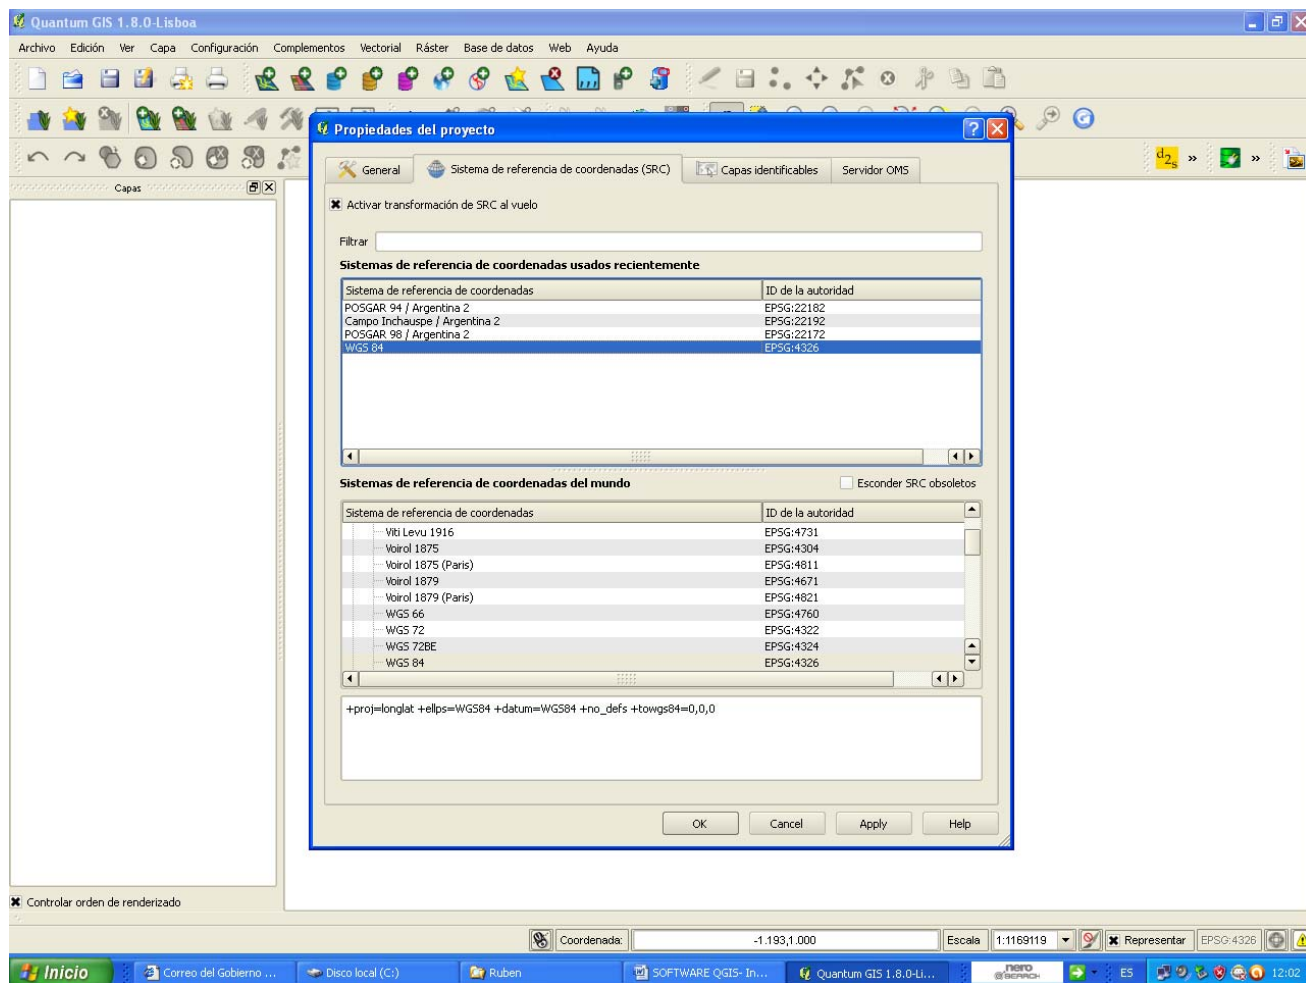 Quantum GIS 1.8.0-Lisboa
Archivo Edición Ver Capa Configuración Complementos Vectorial Ráster Base de datos Web Ayuda
Propiedades del proyecto
General Sistema de referencia de coordenadas (SRC) Capas identificables Servidor OWS
Capas
Activar transformación de SRC al vuelo
Filtrar
Sistemas de referencia de coordenadas usados recientemente
Sistema de referencia de coordenadas ID de la autoridad
POSGAR 94 / Argentina 2 EPSG:22182
Campo Inchauspe / Argentina 2 EPSG:22192
POSGAR 98 / Argentina 2 EPSG:22172
WGS 84 EPSG:4326
Sistemas de referencia de coordenadas del mundo Esconder SRC obsoletos
Sistema de referencia de coordenadas ID de la autoridad
Viti Levu 1916 EPSG:4731
Voirol 1875 EPSG:4304
Voirol 1875 (Paris) EPSG:4811
Voirol 1879 EPSG:4671
Voirol 1879 (Paris) EPSG:4821
WGS 66 EPSG:4760
WGS 72 EPSG:4322
WGS 72BE EPSG:4324
WGS 84 EPSG:4326
+proj=longlat +ellps=WGS84 +datum=WGS84 +no_defs +towgs84=0,0,0
OK Cancel Apply Help
Controlar orden de renderizado
Coordenada: -1.193,1.000 Escala 1:1169119 Representar EPSG:4326
Inicio Correo del Gobierno ... Disco local (C:) Ruben SOFTWARE QGIS- In... Quantum GIS 1.8.0-Li... nero SEARCH ES 12:02